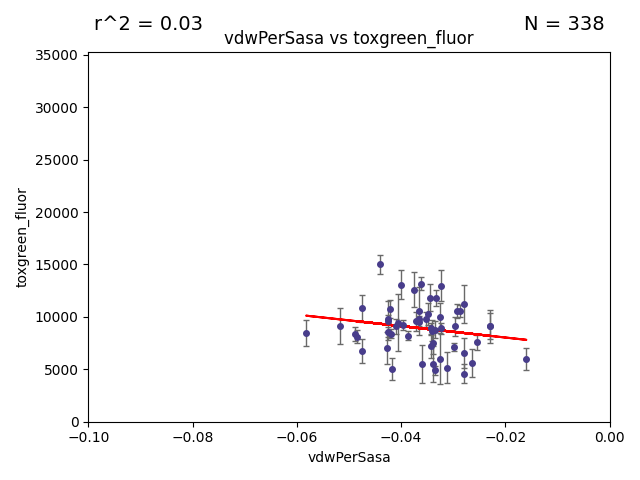 r^2 = 0.03
N = 338
vdwPerSasa vs toxgreen_fluor
35000
30000
25000
20000
15000
10000
5000
0
toxgreen_fluor
−0.10
−0.08
−0.06
−0.04
−0.02
0.00
vdwPerSasa